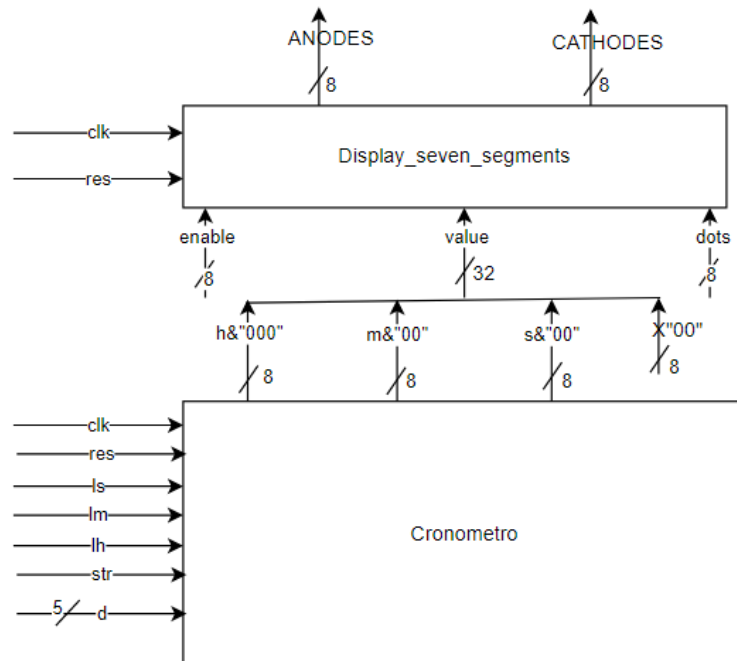 ANODES
CATHODES
8
8
clk
Display_seven_segments
res
enable
value
dots
8
32
8
h&"000"
m&"00"
s&"00"
X"00"
8
8
8
8
clk
res
ls
lm
lh
Cronometro
str
5
d